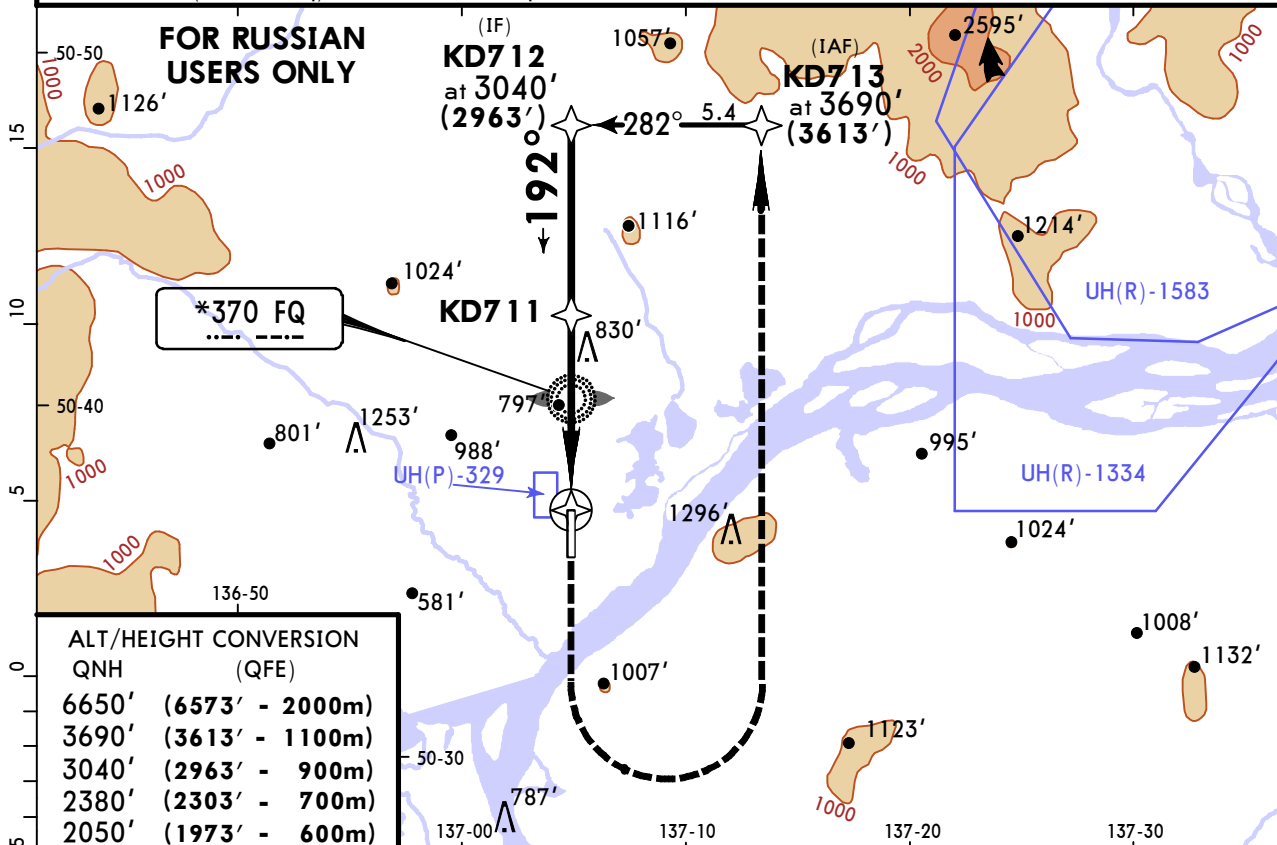 FOR RUSSIAN
USERS ONLY
(IF)
KD712
at 3040′
(2963′)
1057′
(IAF)
KD713
at 3690′
(3613′)
2595′
2000
1000
1000
50-50
1126′
15
5.4
282°
192°
1000
1000
1116′
1214′
1024′
UH(R)-1583
10
*370 FQ
KD711
830′
1000
50-40
797′
1253′
801′
988′
995′
UH(P)-329
UH(R)-1334
1000
5
1296′
1024′
1000
136-50
581′
1008′
1132′
0
1007′
ALT/HEIGHT CONVERSION
QNH (QFE)
6650′ (6573′ - 2000m)
3690′ (3613′ - 1100m)
3040′ (2963′ - 900m)
2380′ (2303′ - 700m)
2050′ (1973′ - 600m)
1123′
50-30
787′
1000
137-00
137-10
137-20
137-30
5